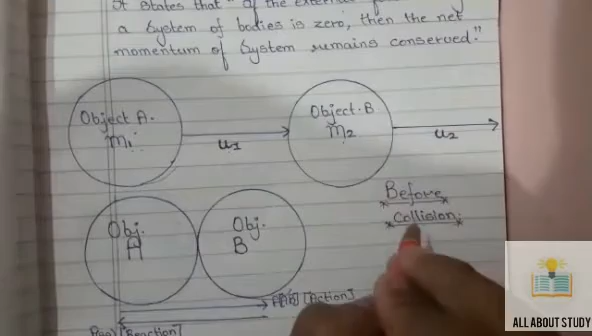 It states that "If the external
a System of bodies is zero, then the net
momentum of System remains conserved."
Object A.
m1
u1
Object. B
m2
u2
Before
Collision:
Obj.
A
Obj.
B
[Action]
[Reaction]
ALL ABOUT STUDY